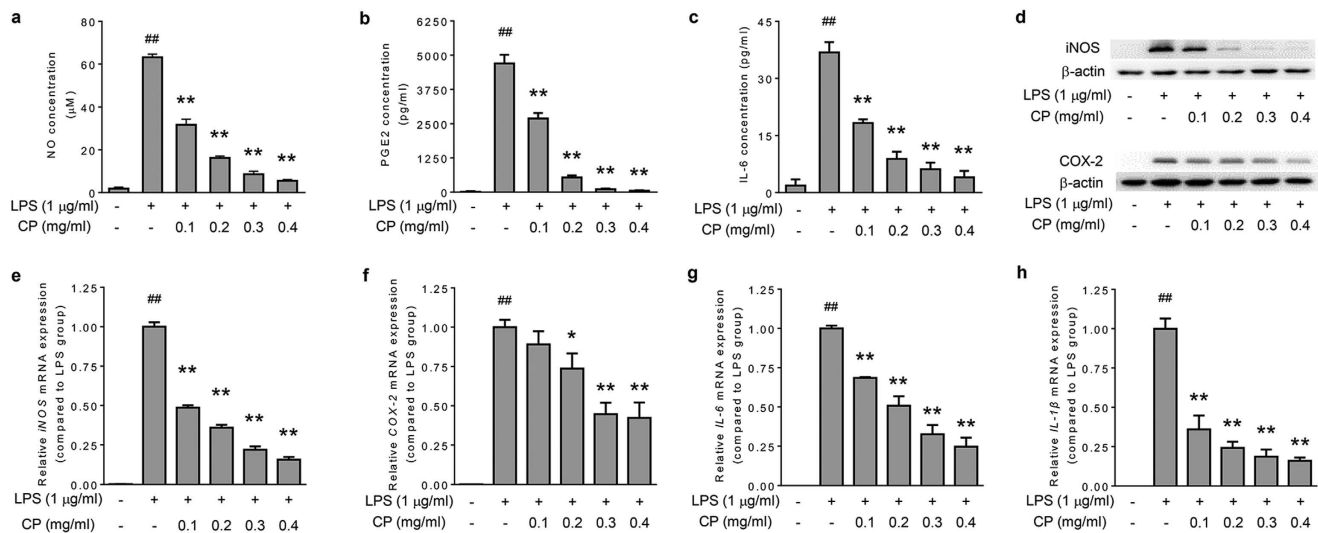 a
NO concentration
(μM)
80
60
40
20
0
##
**
**
**
**
LPS (1 μg/ml) - + + + + +
CP (mg/ml) - - 0.1 0.2 0.3 0.4
b
PGE2 concentration
(pg/ml)
6250
5000
3750
2500
1250
0
##
**
**
**
**
LPS (1 μg/ml) - + + + + +
CP (mg/ml) - - 0.1 0.2 0.3 0.4
c
IL-6 concentration (pg/ml)
45
30
15
0
##
**
**
**
**
LPS (1 μg/ml) - + + + + +
CP (mg/ml) - - 0.1 0.2 0.3 0.4
d
iNOS
β-actin
LPS (1 μg/ml) - + + + + +
CP (mg/ml) - - 0.1 0.2 0.3 0.4
COX-2
β-actin
LPS (1 μg/ml) - + + + + +
CP (mg/ml) - - 0.1 0.2 0.3 0.4
e
Relative iNOS mRNA expression
(compared to LPS group)
1.25
1.00
0.75
0.50
0.25
0.00
##
**
**
**
**
LPS (1 μg/ml) - + + + + +
CP (mg/ml) - - 0.1 0.2 0.3 0.4
f
Relative COX-2 mRNA expression
(compared to LPS group)
1.25
1.00
0.75
0.50
0.25
0.00
##
*
**
**
LPS (1 μg/ml) - + + + + +
CP (mg/ml) - - 0.1 0.2 0.3 0.4
g
Relative IL-6 mRNA expression
(compared to LPS group)
1.25
1.00
0.75
0.50
0.25
0.00
##
**
**
**
**
LPS (1 μg/ml) - + + + + +
CP (mg/ml) - - 0.1 0.2 0.3 0.4
h
Relative IL-1β mRNA expression
(compared to LPS group)
1.25
1.00
0.75
0.50
0.25
0.00
##
**
**
**
**
LPS (1 μg/ml) - + + + + +
CP (mg/ml) - - 0.1 0.2 0.3 0.4